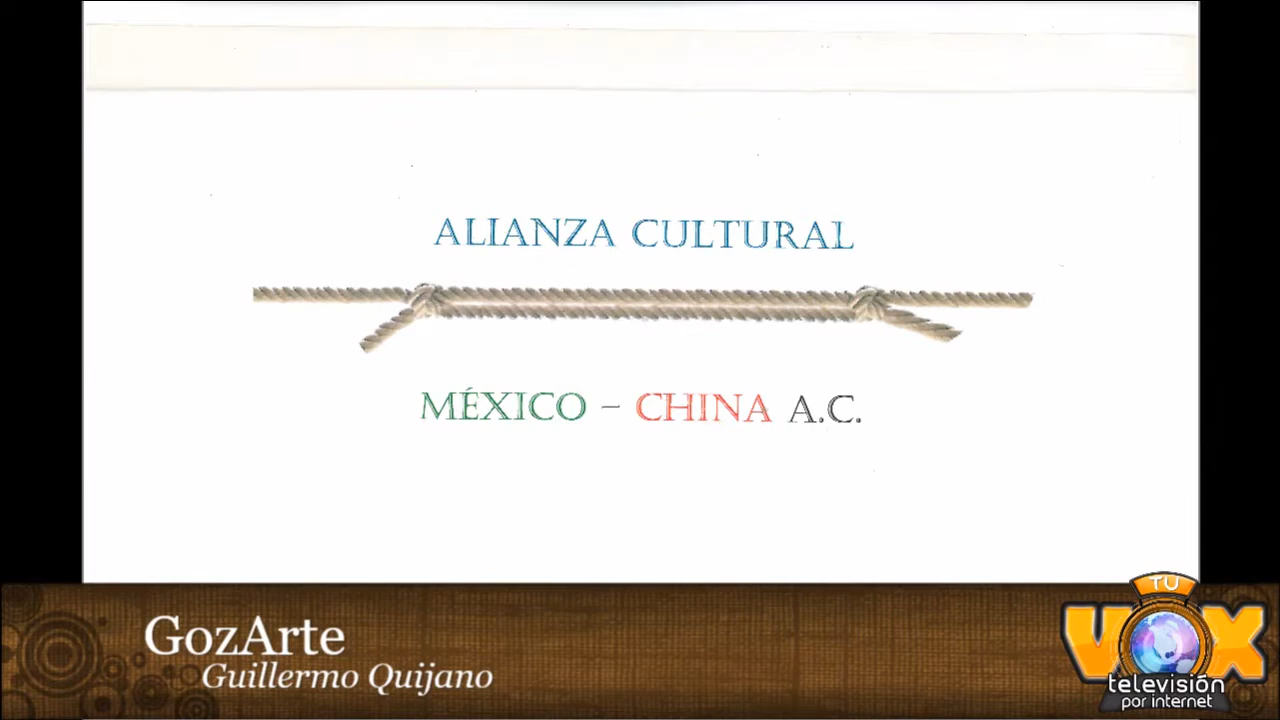 ALIANZA CULTURAL
MÉXICO – CHINA A.C.
GozArte
Guillermo Quijano
TU
VOX
televisión
por internet